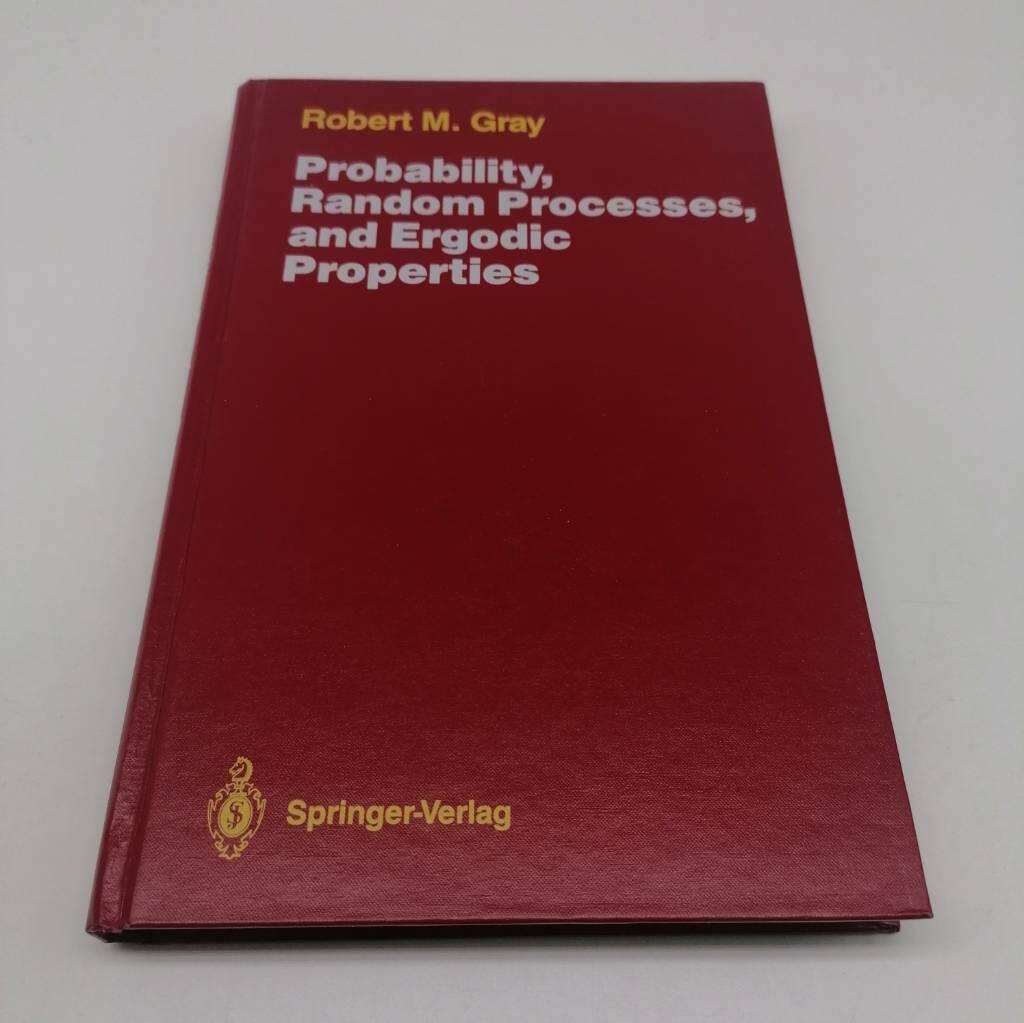 Robert M. Gray
Probability,
Random Processes,
and Ergodic
Properties
Springer-Verlag